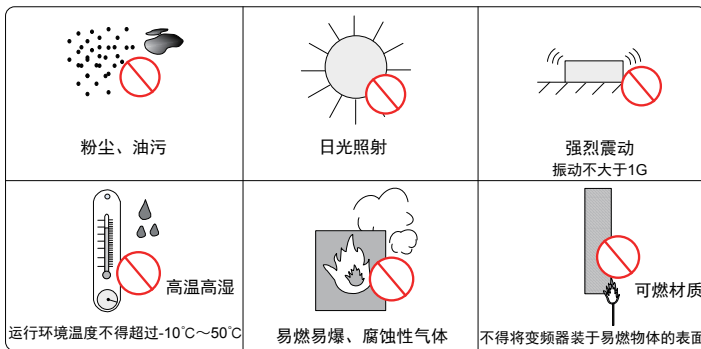 粉尘、油污
日光照射
强烈震动
振动不大于1G
高温高湿
运行环境温度不得超过-10℃～50℃
易燃易爆、腐蚀性气体
可燃材质
不得将变频器装于易燃物体的表面